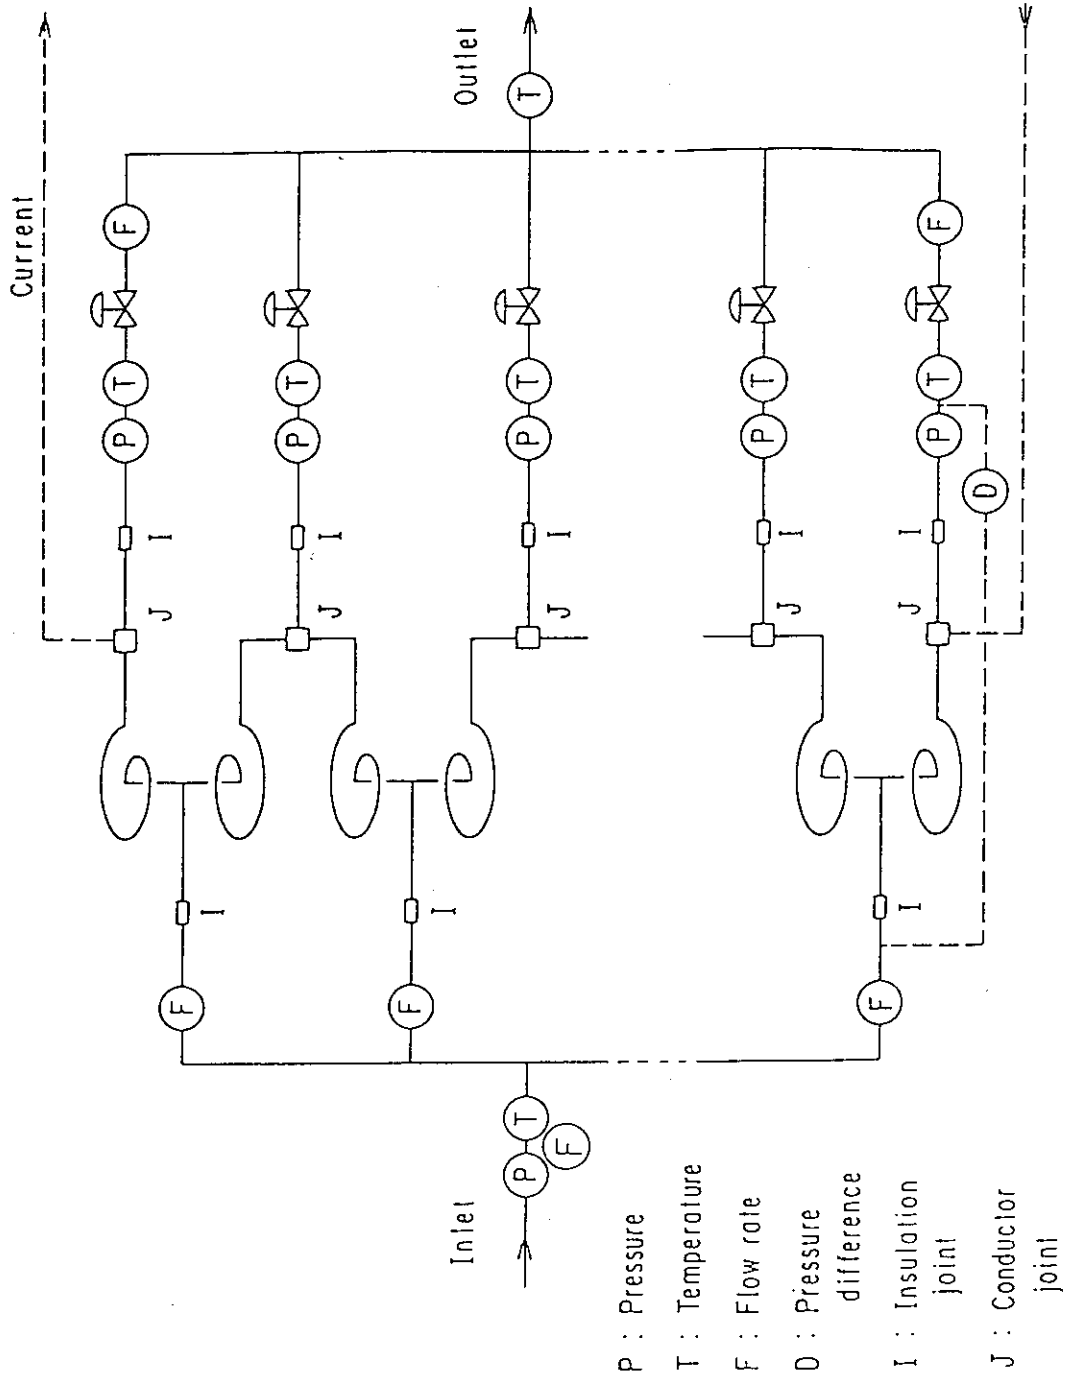 Current
P T F
J I
F
I
P T
J I
F
I
Inlet
Outlet
P T
F
P T
T
J I
P T
J I
F
I
J I
P T F
D
P : Pressure
T : Temperature
F : Flow rate
D : Pressure
difference
I : Insulation
joint
J : Conductor
joint